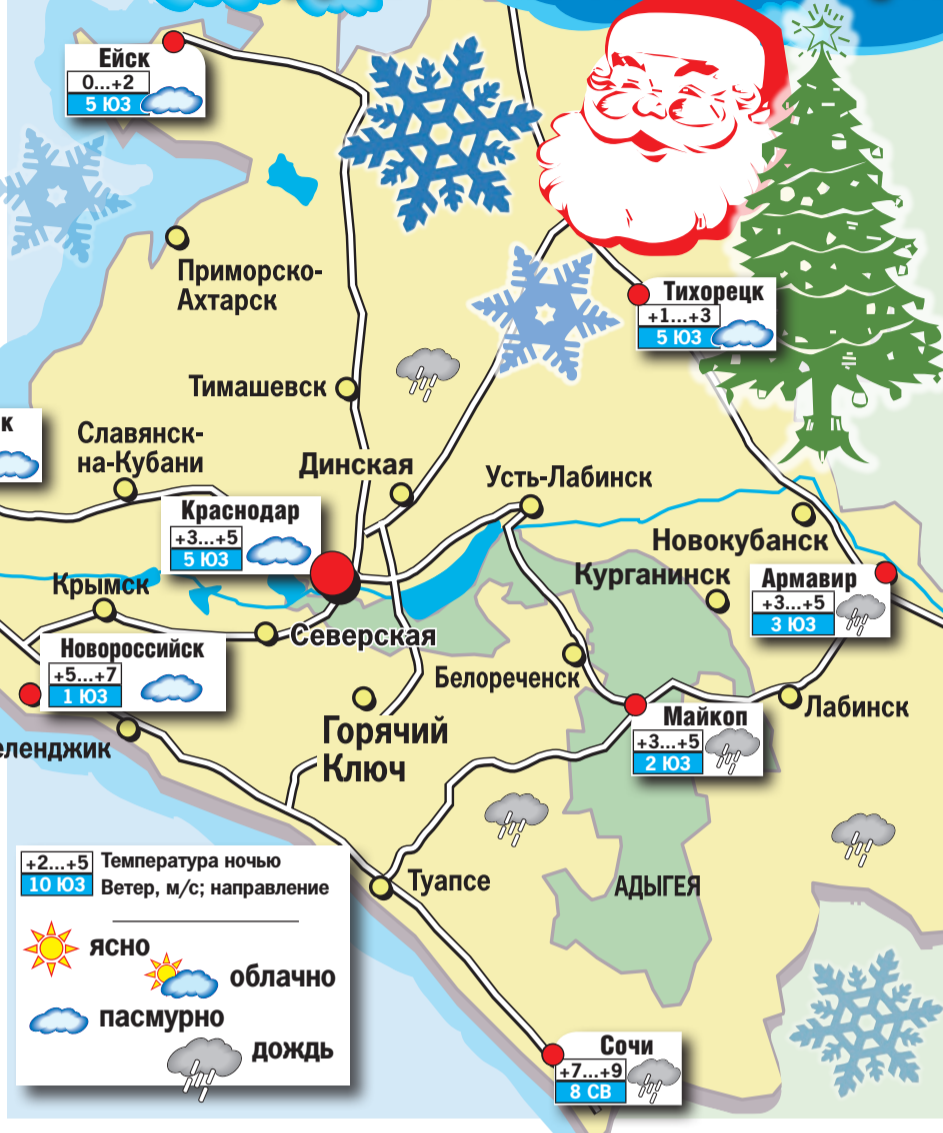 Ейск
0...+2
5 ЮЗ
Приморско-
Ахтарск
Тихорецк
+1...+3
5 ЮЗ
Тимашевск
Славянск-
на-Кубани
Динская
Усть-Лабинск
Краснодар
+3...+5
5 ЮЗ
Новокубанск
Курганинск
Армавир
+3...+5
3 ЮЗ
Крымск
Северская
Новороссийск
+5...+7
1 ЮЗ
Белореченск
Горячий
Ключ
Майкоп
+3...+5
2 ЮЗ
Лабинск
еленджик
Туапсе
АДЫГЕЯ
+2...+5 Температура ночью
10 ЮЗ Ветер, м/с; направление
ясно
облачно
пасмурно
дождь
Сочи
+7...+9
8 СВ